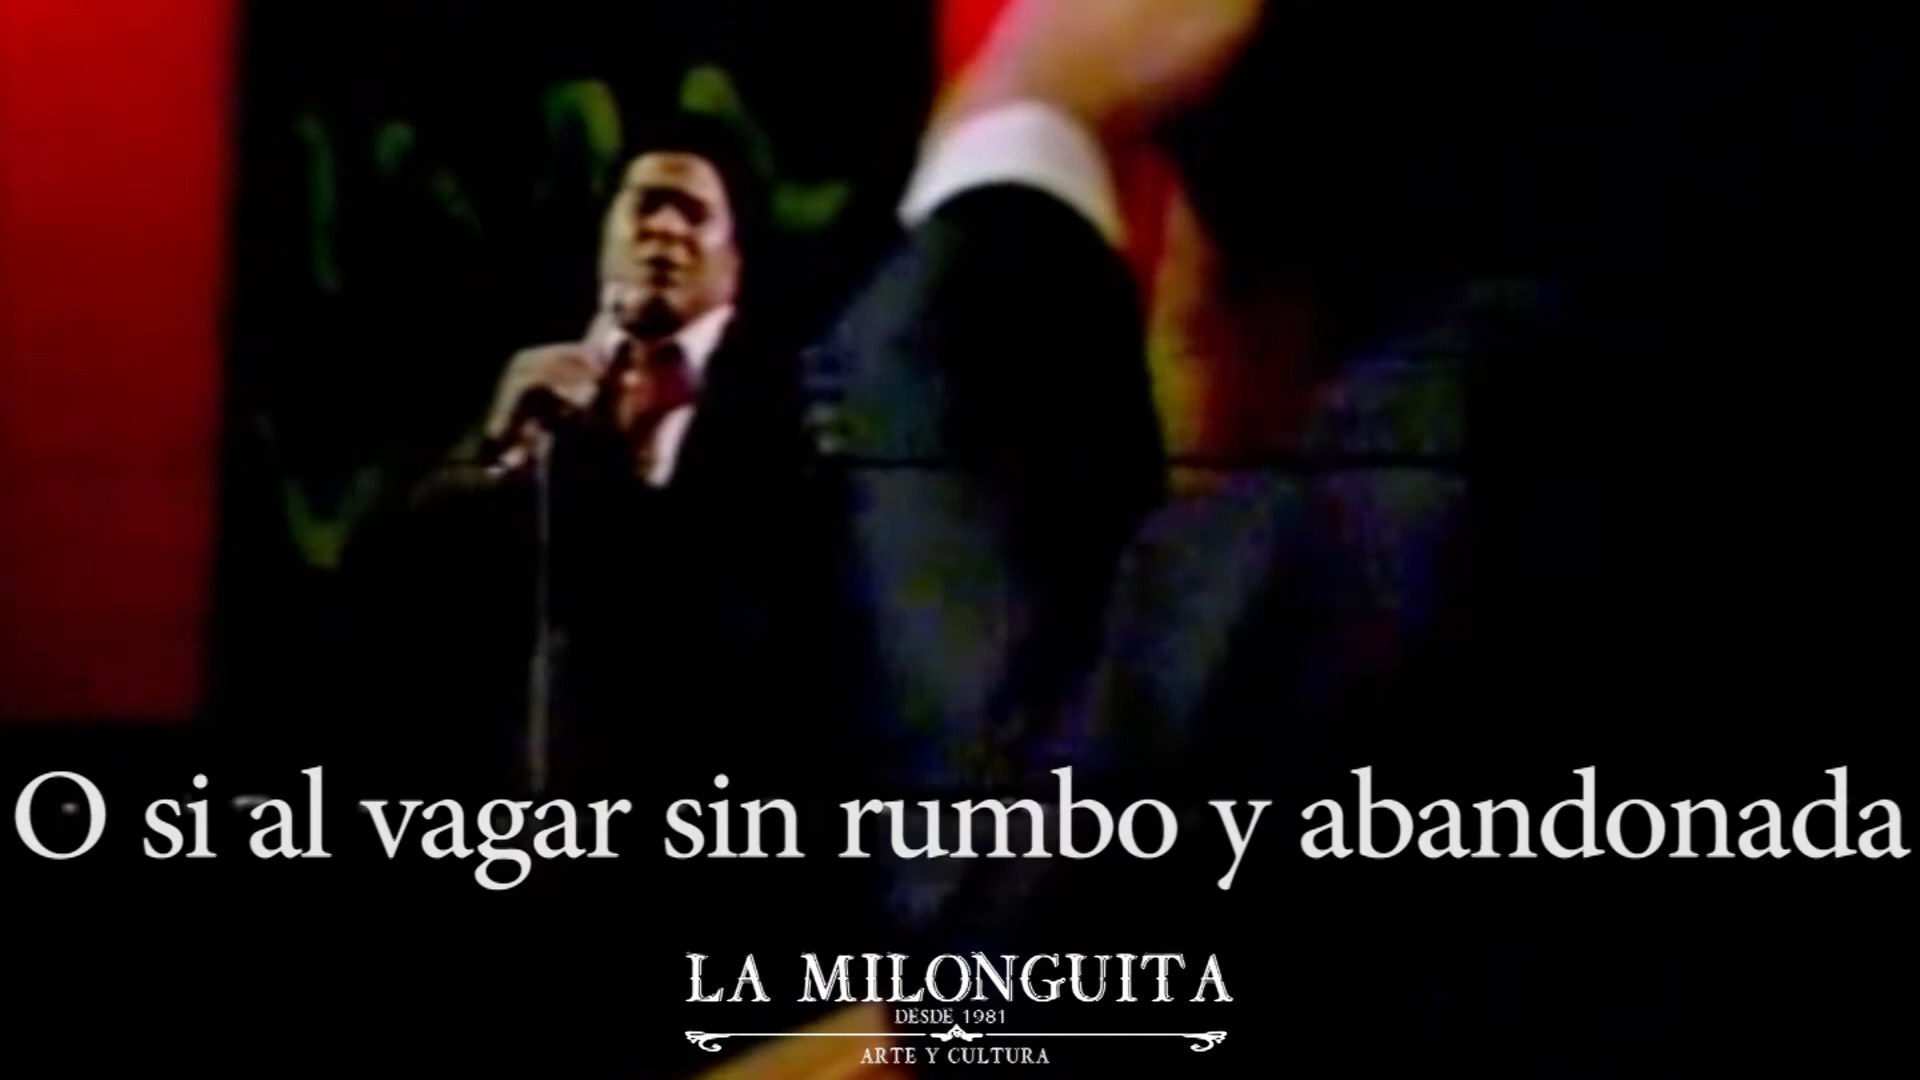 O si al vagar sin rumbo y abandonada
LA MILONGUITA
DESDE 1981
ARTE Y CULTURA